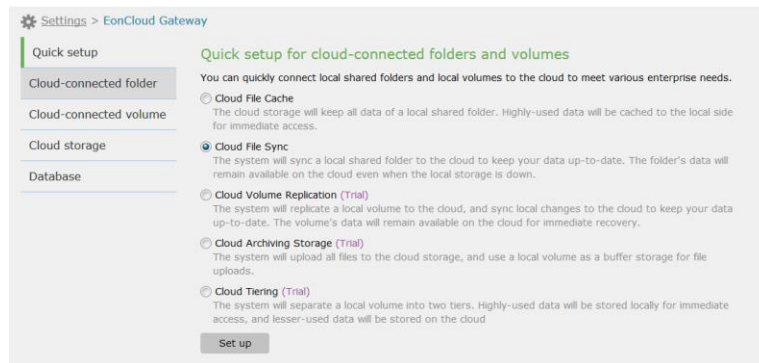 Settings > EonCloud Gateway
Quick setup
Cloud-connected folder
Cloud-connected volume
Cloud storage
Database
Quick setup for cloud-connected folders and volumes
You can quickly connect local shared folders and local volumes to the cloud to meet various enterprise needs.
Cloud File Cache
The cloud storage will keep all data of a local shared folder. Highly-used data will be cached to the local side
for immediate access.
Cloud File Sync
The system will sync a local shared folder to the cloud to keep your data up-to-date. The folder's data will
remain available on the cloud even when the local storage is down.
Cloud Volume Replication (Trial)
The system will replicate a local volume to the cloud, and sync local changes to the cloud to keep your data
up-to-date. The volume's data will remain available on the cloud for immediate recovery.
Cloud Archiving Storage (Trial)
The system will upload all files to the cloud storage, and use a local volume as a buffer storage for file
uploads.
Cloud Tiering (Trial)
The system will separate a local volume into two tiers. Highly-used data will be stored locally for immediate
access, and lesser-used data will be stored on the cloud
Set up